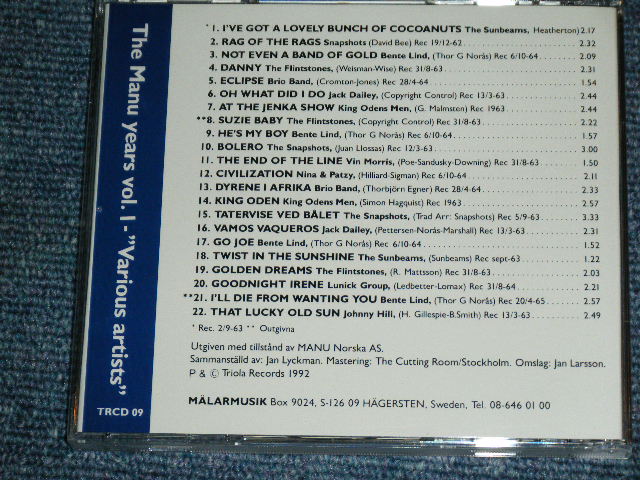 The Manu years vol. 1 - "Various artists"
TRCD 09
* 1. I'VE GOT A LOVELY BUNCH OF COCOANUTS The Sunbeams, Heatherton) 2.17
2. RAG OF THE RAGS Snapshots (David Bee) Rec 19/12-62 2.32
3. NOT EVEN A BAND OF GOLD Bente Lind, (Thor G Norås) Rec 6/10-64 2.09
4. DANNY The Flintstones, (Weisman-Wise) Rec 31/8-63 2.31
5. ECLIPSE Brio Band, (Cromton-Jones) Rec 28/4-64 1.54
6. OH WHAT DID I DO Jack Dailey, (Copyright Control) Rec 13/3-63 2.44
7. AT THE JENKA SHOW King Odens Men, (G. Malmsten) Rec 1963 2.44
**8. SUZIE BABY The Flintstones, (Copyright Control) Rec 31/8-63 2.22
9. HE'S MY BOY Bente Lind, (Thor G Norås) Rec 6/10-64 1.57
10. BOLERO The Snapshots, (Juan Llossas) Rec 12/3-63 3.00
11. THE END OF THE LINE Vin Morris, (Poe-Sandusky-Downing) Rec 31/8-63 1.50
12. CIVILIZATION Nina & Patzy, (Hilliard-Sigman) Rec 6/10-64 2.11
13. DYRENE I AFRIKA Brio Band, (Thorbjörn Egner) Rec 28/4-64 2.33
14. KING ODEN King Odens Men, (Simon Hagquist) Rec 1963 2.57
15. TATERVISE VED BÅLET The Snapshots, (Trad Arr: Snapshots) Rec 5/9-63 3.33
16. VAMOS VAQUEROS Jack Dailey, (Pettersen-Norås-Marshall) Rec 13/3-63 2.31
17. GO JOE Bente Lind, (Thor G Norås) Rec 6/10-64 1.52
18. TWIST IN THE SUNSHINE The Sunbeams, (Sunbeams) Rec sept-63 1.22
19. GOLDEN DREAMS The Flintstones, (R. Mattsson) Rec 31/8-63 2.03
20. GOODNIGHT IRENE Lunick Group, (Ledbetter-Lomax) Rec 31/8-64 2.21
**21. I'LL DIE FROM WANTING YOU Bente Lind, (Thor G Norås) Rec 20/4-65 2.57
22. THAT LUCKY OLD SUN Johnny Hill, (H. Gillespie-B.Smith) Rec 13/3-63 2.49
* Rec. 2/9-63 ** Outgivna
Utgiven med tillstånd av MANU Norska AS.
Sammanställd av: Jan Lyckman. Mastering: The Cutting Room/Stockholm. Omslag: Jan Larsson.
P & © Triola Records 1992
MÄLARMUSIK Box 9024, S-126 09 HÄGERSTEN, Sweden, Tel. 08-646 01 00